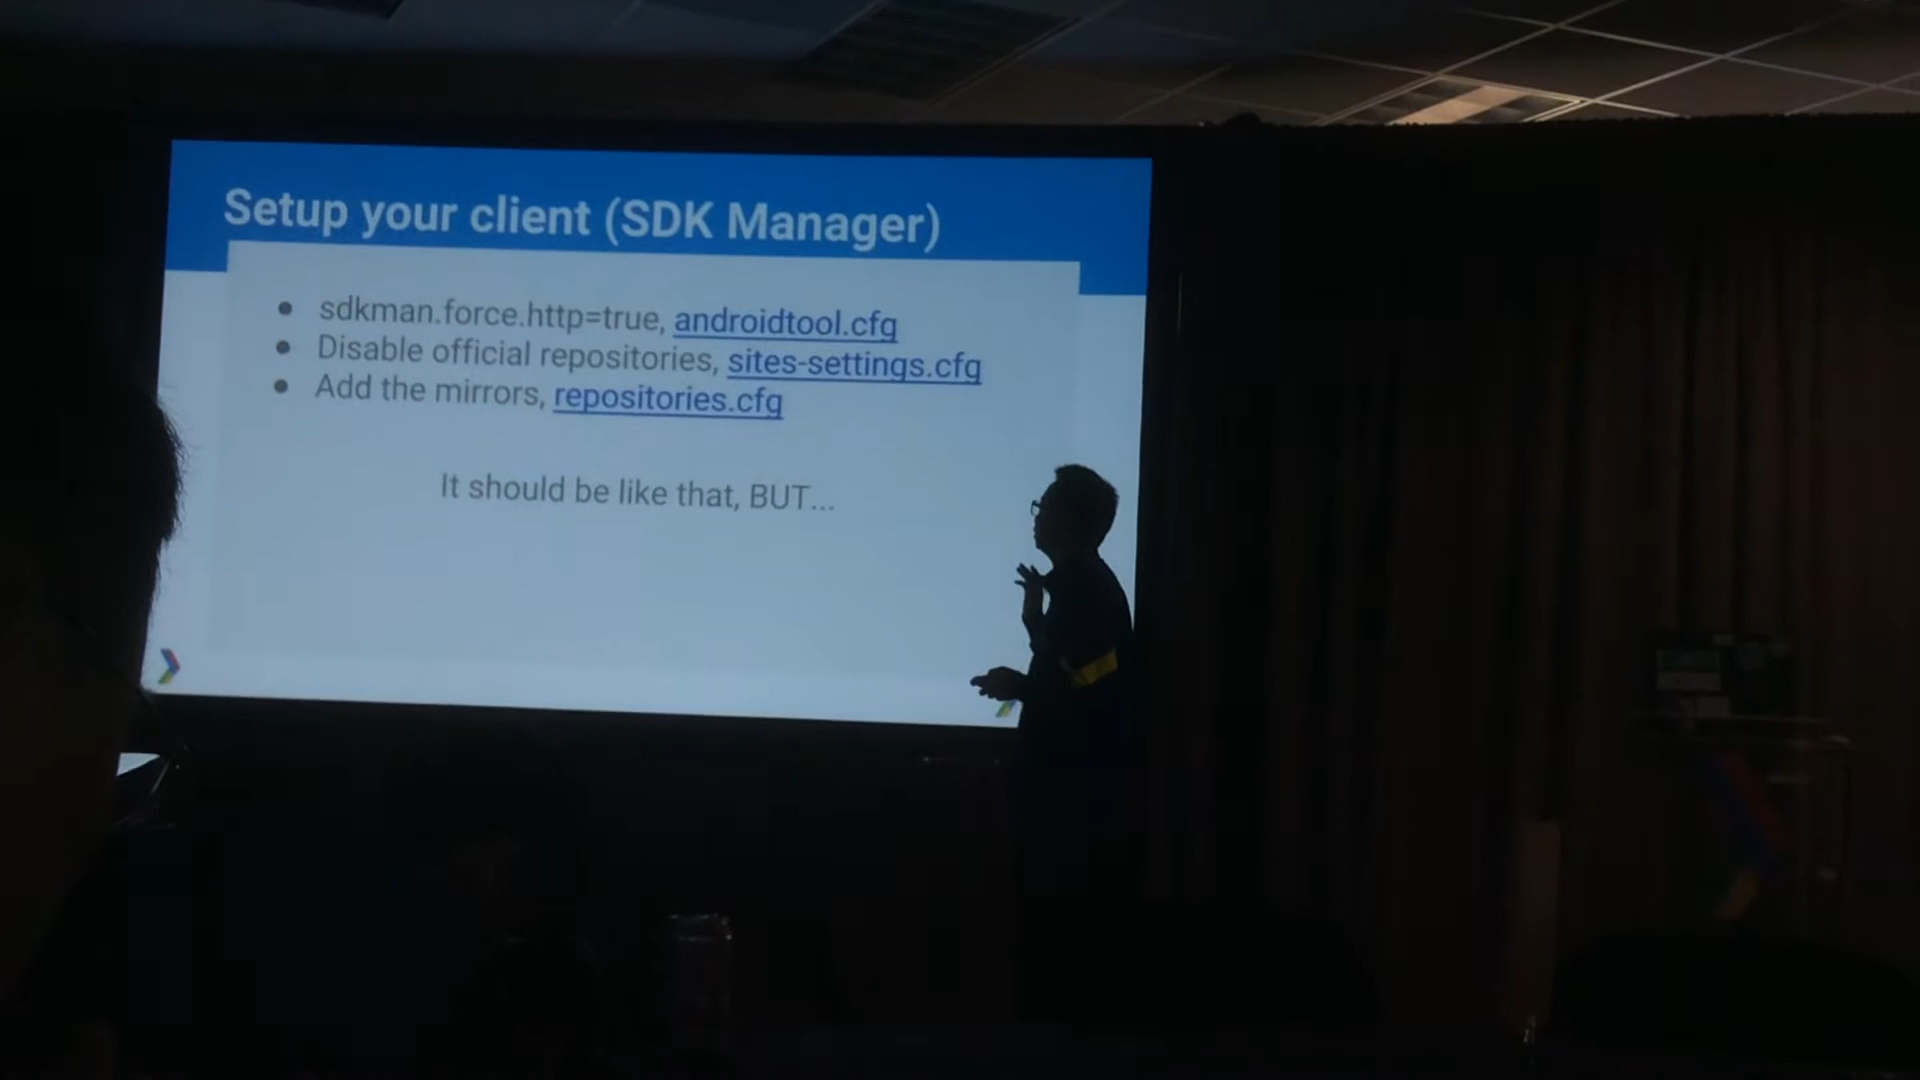 Setup your client (SDK Manager)
● sdkman.force.http=true, androidtool.cfg
● Disable official repositories, sites-settings.cfg
● Add the mirrors, repositories.cfg
It should be like that, BUT...